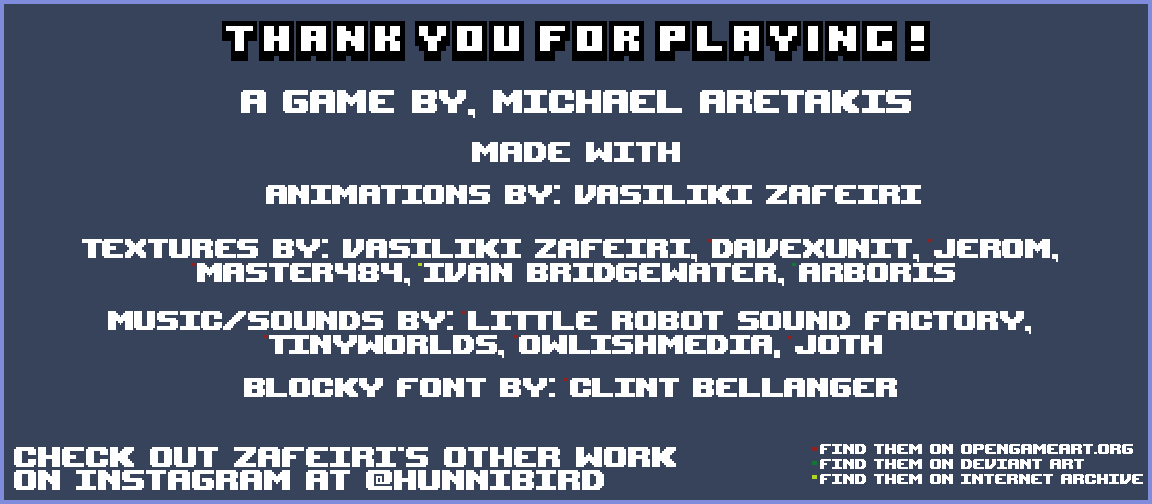 THANK YOU FOR PLAYING!
A GAME BY, MICHAEL ARETAKIS
MADE WITH
ANIMATIONS BY: VASILIKI ZAFEIRI
TEXTURES BY: VASILIKI ZAFEIRI, DAVEXUNIT, JEROM,
MASTER484, IVAN BRIDGEWATER, ARBORIS
MUSIC/SOUNDS BY: LITTLE ROBOT SOUND FACTORY,
TINYWORLDS, OWLISHMEDIA, JOTH
BLOCKY FONT BY: CLINT BELLANGER
CHECK OUT ZAFEIRI'S OTHER WORK
ON INSTAGRAM AT @HUNNIBIRD
FIND THEM ON OPENGAMEART.ORG
FIND THEM ON DEVIANT ART
FIND THEM ON INTERNET ARCHIVE